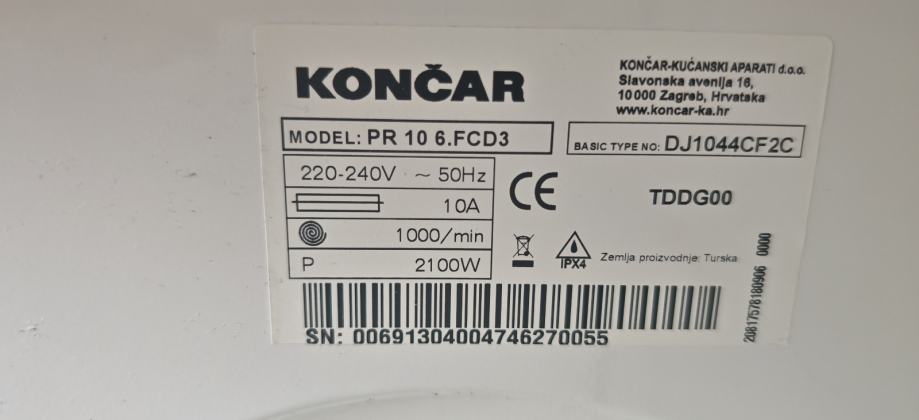 KONČAR
KONČAR-KUĆANSKI APARATI d.o.o.
Slavonska avenija 16,
10000 Zagreb, Hrvatska
www.koncar-ka.hr
MODEL: PR 10 6.FCD3
BASIC TYPE NO: DJ1044CF2C
220-240V ~ 50Hz
10A
1000/min
P 2100W
CE
TDDG00
IPX4
Zemlja proizvodnje: Turska
SN: 00691304004746270055
20817578180906 0000